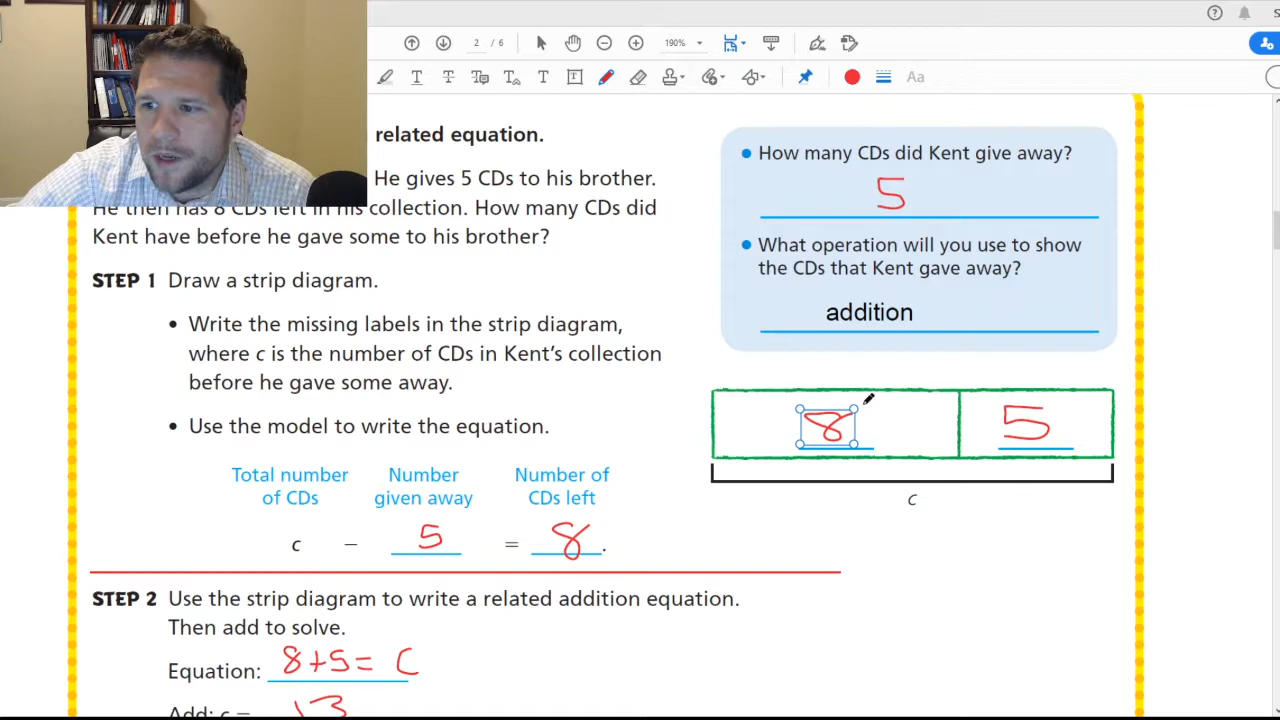 2 / 6
190%
Aa
related equation.
He gives 5 CDs to his brother.
He then has 8 CDs left in his collection. How many CDs did
Kent have before he gave some to his brother?
STEP 1 Draw a strip diagram.
• Write the missing labels in the strip diagram,
where c is the number of CDs in Kent's collection
before he gave some away.
• Use the model to write the equation.
Total number Number Number of
of CDs given away CDs left
c − 5 = 8.
STEP 2 Use the strip diagram to write a related addition equation.
Then add to solve.
Equation: 8+5= C
Add: c = 13
• How many CDs did Kent give away?
5
• What operation will you use to show
the CDs that Kent gave away?
addition
8 5
c